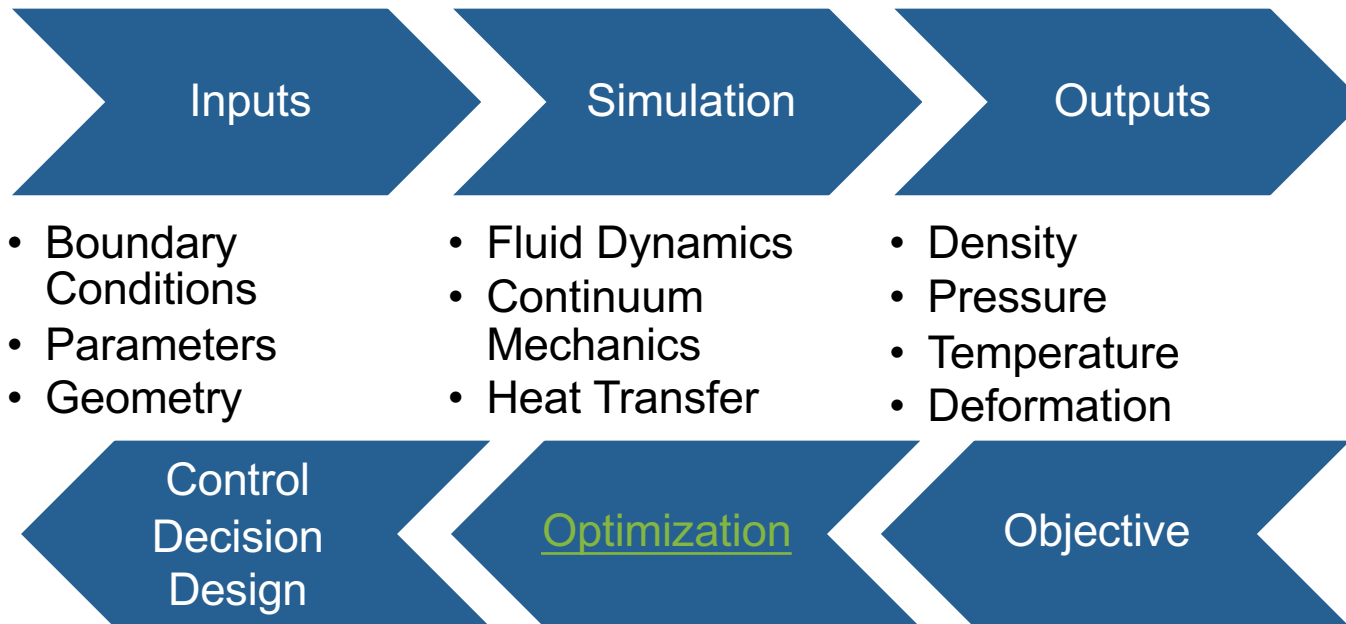 Inputs
Simulation
Outputs
• Boundary
Conditions
• Parameters
• Geometry
• Fluid Dynamics
• Continuum
Mechanics
• Heat Transfer
• Density
• Pressure
• Temperature
• Deformation
Control
Decision
Design
Optimization
Objective